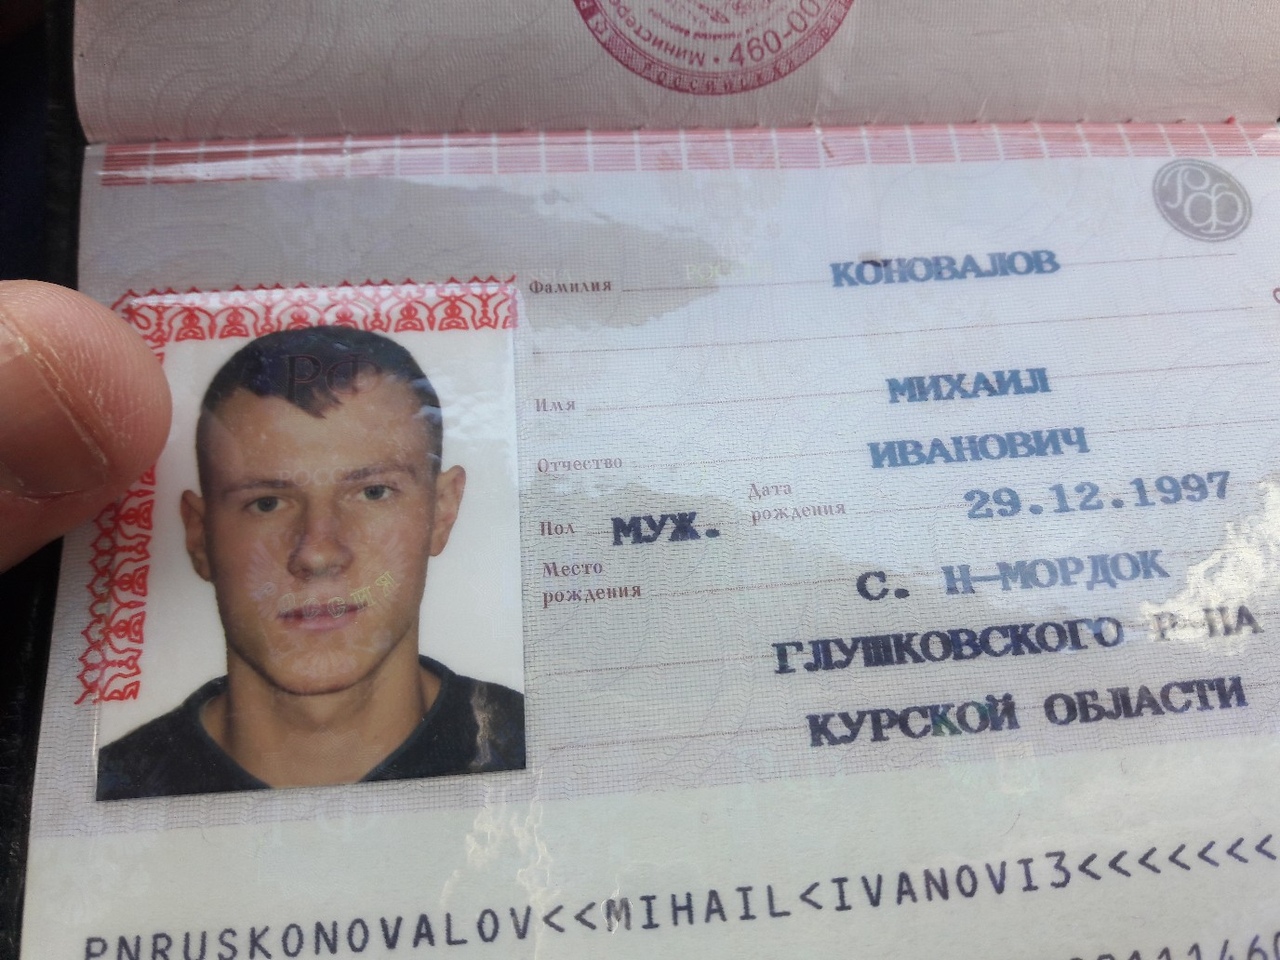 МИНИСТЕРС
460-00
РФ
Фамилия КОНОВАЛОВ
Имя МИХАИЛ
Отчество ИВАНОВИЧ
Пол МУЖ. Дата рождения 29.12.1997
Место рождения С. Н-МОРДОК
ГЛУШКОВСКОГО Р-НА
КУРСКОЙ ОБЛАСТИ
PNRUSKONOVALOV<<MIHAIL<IVANOVI3<<<<<<<